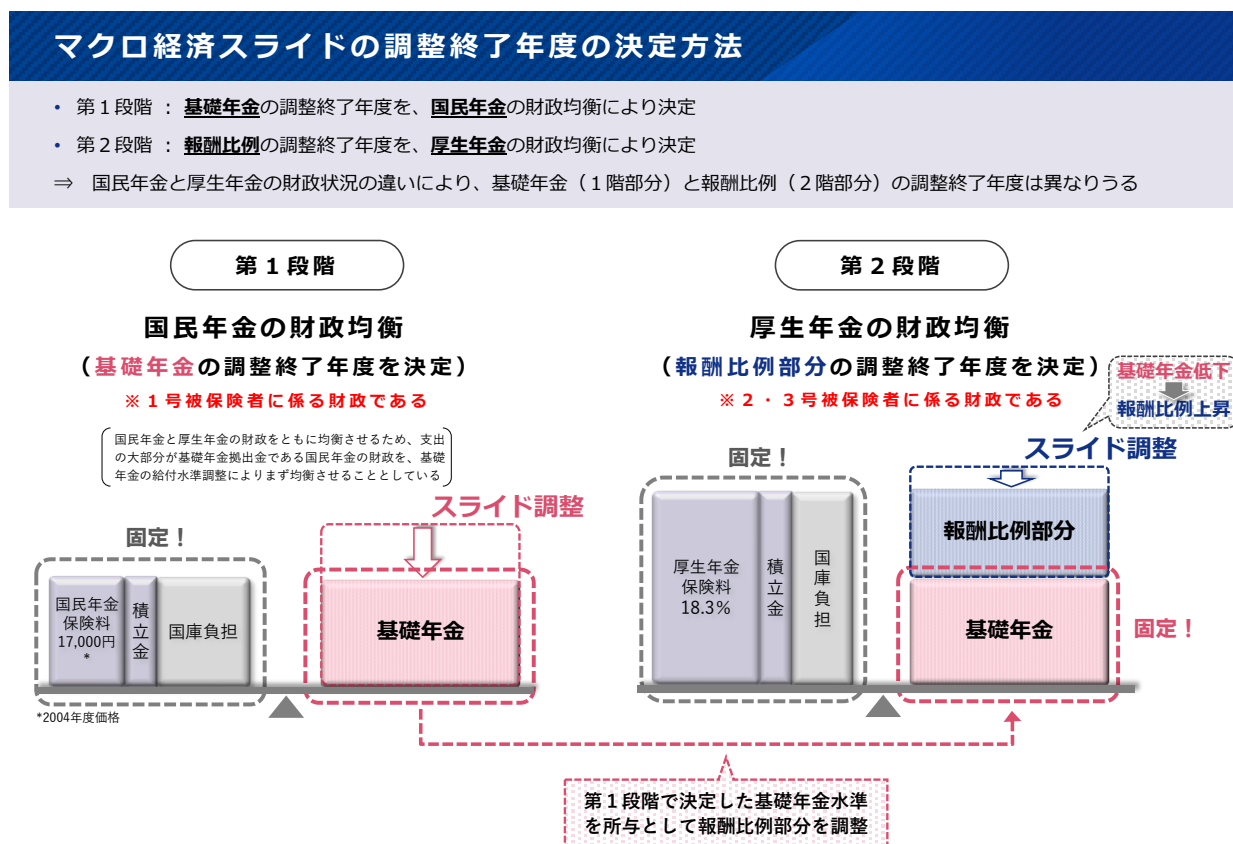 マクロ経済スライドの調整終了年度の決定方法
• 第1段階 : 基礎年金の調整終了年度を、国民年金の財政均衡により決定
• 第2段階 : 報酬比例の調整終了年度を、厚生年金の財政均衡により決定
⇒ 国民年金と厚生年金の財政状況の違いにより、基礎年金（1階部分）と報酬比例（2階部分）の調整終了年度は異なりうる
第1段階
国民年金の財政均衡
（基礎年金の調整終了年度を決定）
※1号被保険者に係る財政である
国民年金と厚生年金の財政をともに均衡させるため、支出
の大部分が基礎年金拠出金である国民年金の財政を、基礎
年金の給付水準調整によりまず均衡させることとしている
スライド調整
固定！
国民年金
保険料
17,000円
*
積立金
国庫負担
基礎年金
*2004年度価格
第2段階
厚生年金の財政均衡
（報酬比例部分の調整終了年度を決定）
※2・3号被保険者に係る財政である
基礎年金低下
報酬比例上昇
スライド調整
固定！
厚生年金
保険料
18.3%
積立金
国庫負担
報酬比例部分
基礎年金
固定！
第1段階で決定した基礎年金水準
を所与として報酬比例部分を調整